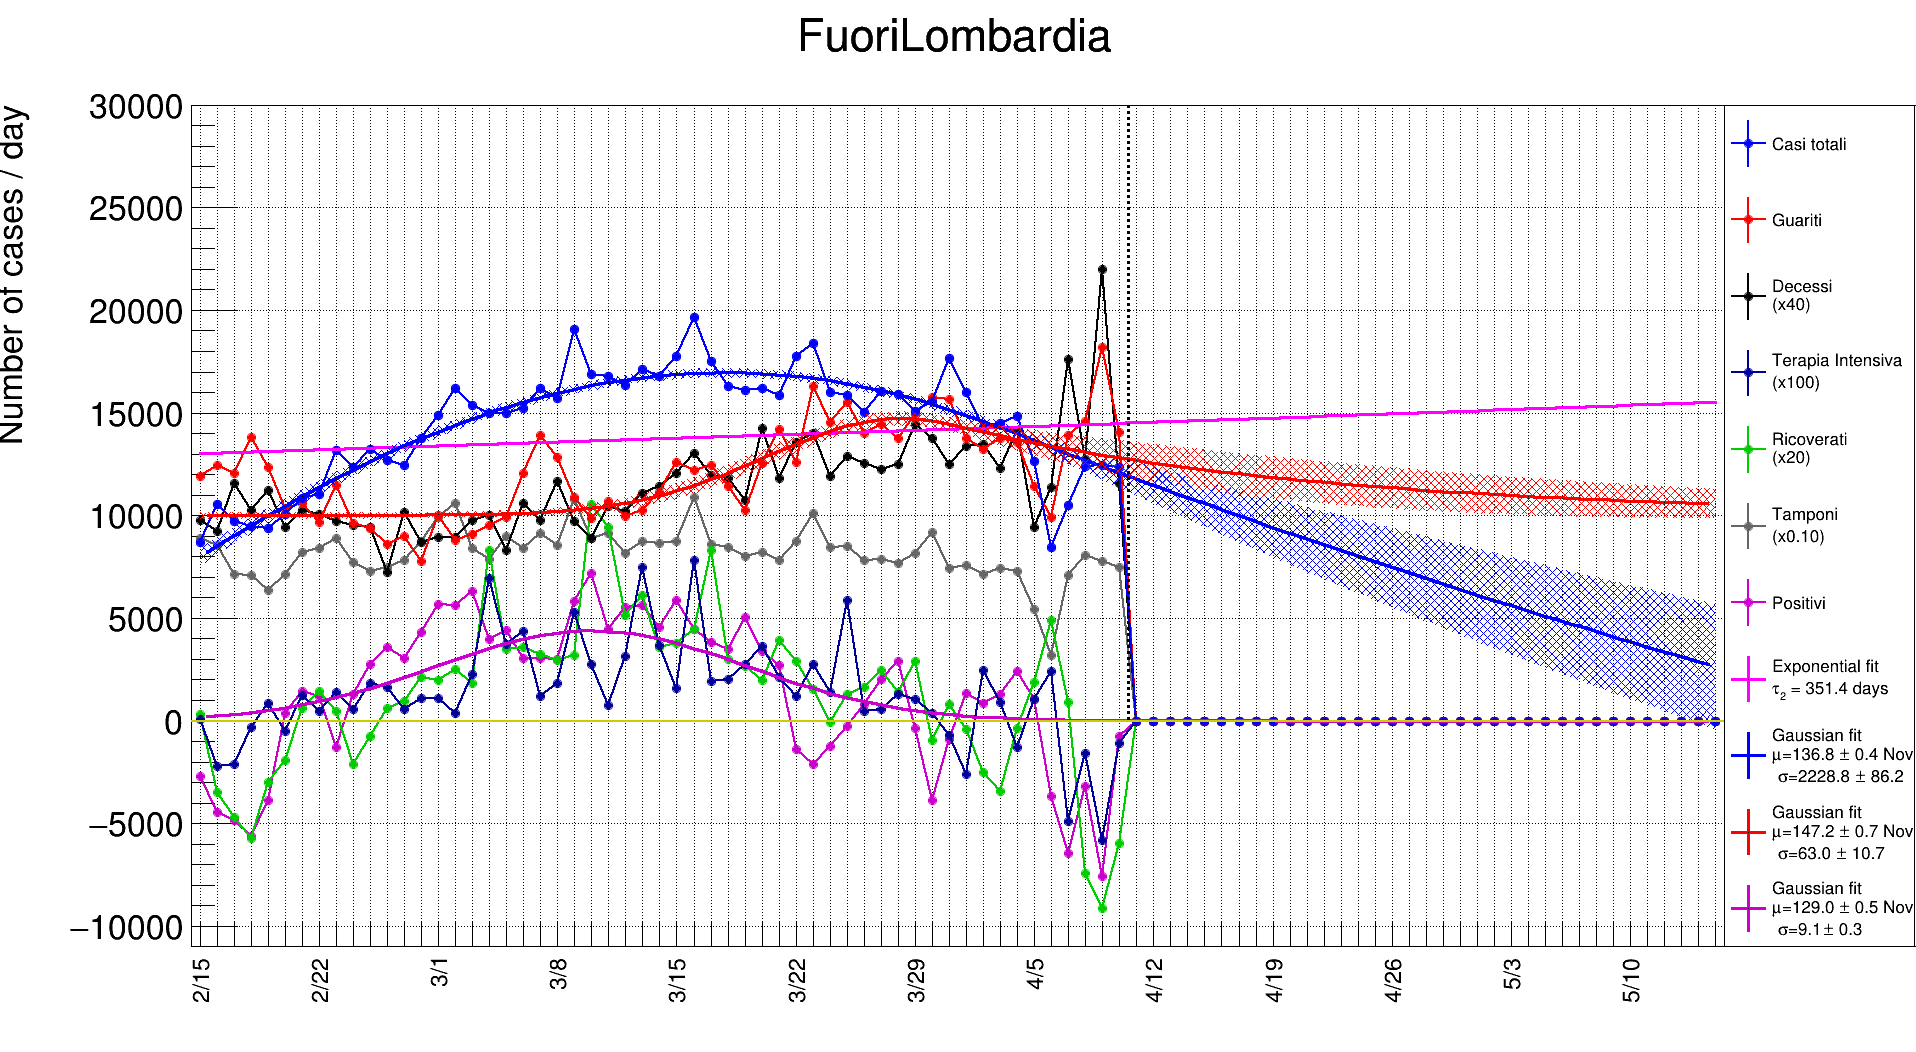 FuoriLombardia
Number of cases / day
30000
25000
20000
15000
10000
5000
0
−5000
−10000
2/15
2/22
3/1
3/8
3/15
3/22
3/29
4/5
4/12
4/19
4/26
5/3
5/10
Casi totali
Guariti
Decessi
(x40)
Terapia Intensiva
(x100)
Ricoverati
(x20)
Tamponi
(x0.10)
Positivi
Exponential fit
τ2 = 351.4 days
Gaussian fit
μ=136.8 ± 0.4 Nov
σ=2228.8 ± 86.2
Gaussian fit
μ=147.2 ± 0.7 Nov
σ=63.0 ± 10.7
Gaussian fit
μ=129.0 ± 0.5 Nov
σ=9.1 ± 0.3